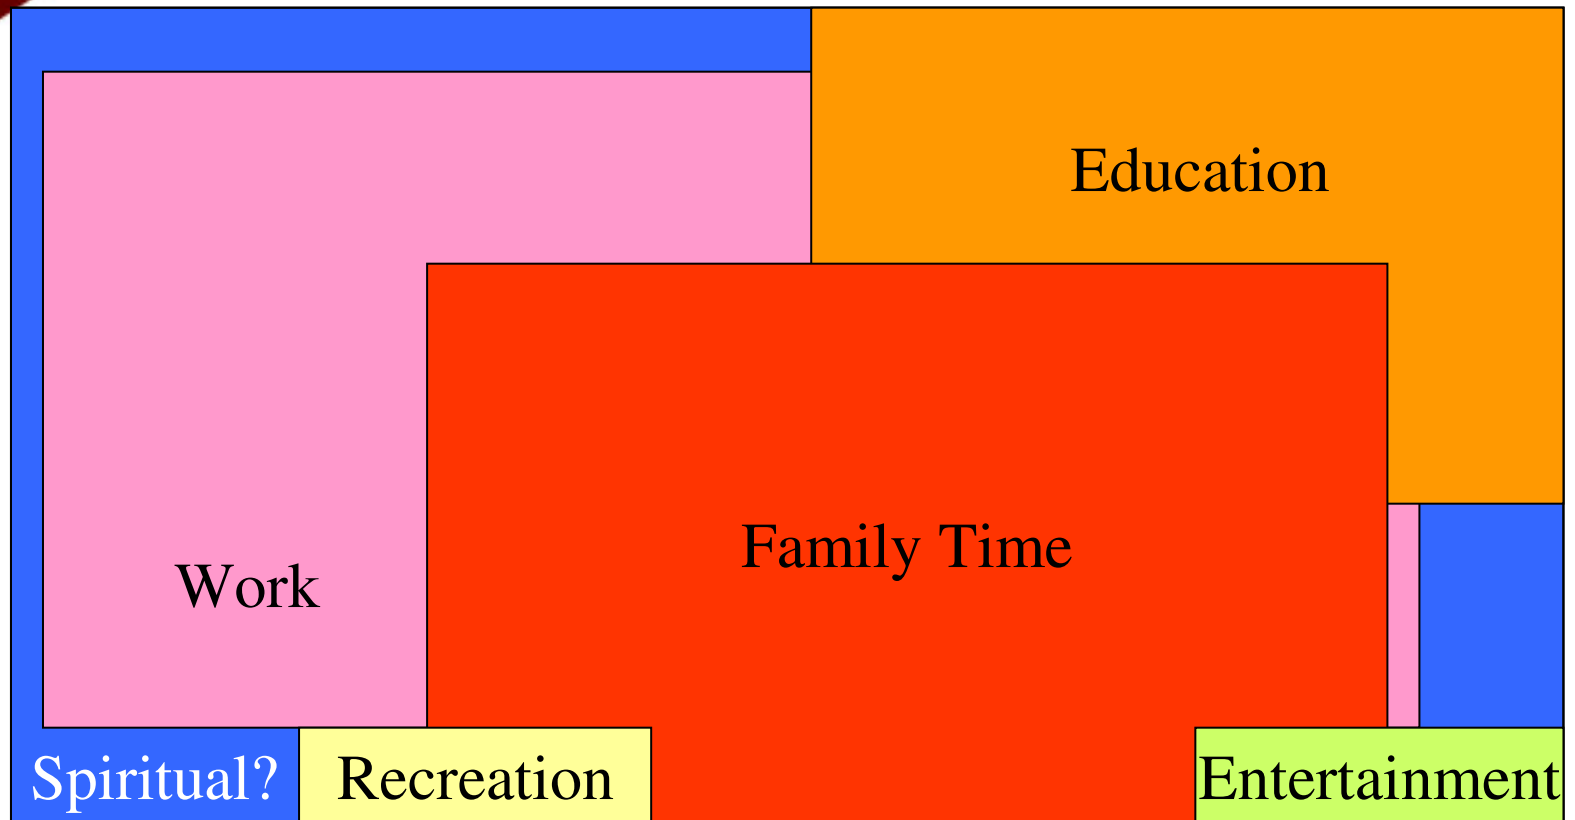 Education
Family Time
Work
Spiritual?
Recreation
Entertainment